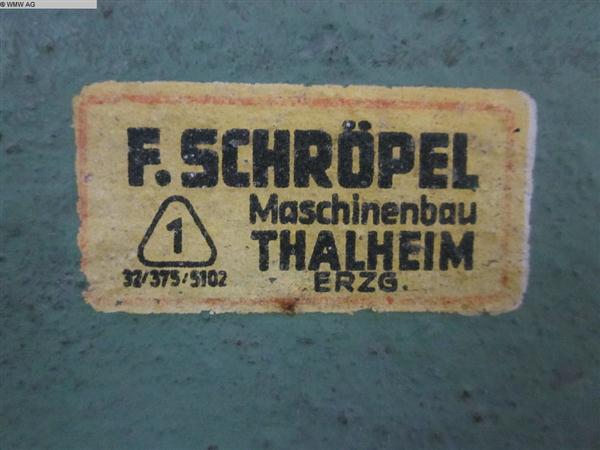 © WMW AG
F. SCHRÖPEL
Maschinenbau
1
THALHEIM
32/375/5102
ERZG.